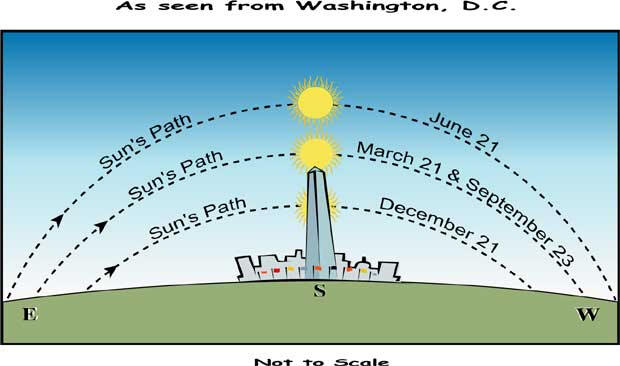 As seen from Washington, D.C.
Sun's Path
June 21
Sun's Path
March 21 & September 23
Sun's Path
December 21
E
S
W
Not to Scale